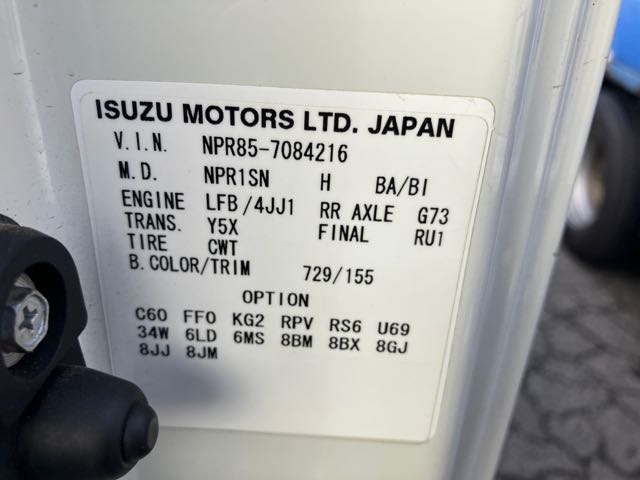 ISUZU MOTORS LTD. JAPAN
V.I.N. NPR85-7084216
M.D. NPR1SN H BA/BI
ENGINE LFB/4JJ1 RR AXLE G73
TRANS. Y5X FINAL RU1
TIRE CWT
B.COLOR/TRIM 729/155
OPTION
C60 FF0 KG2 RPV RS6 U69
34W 6LD 6MS 8BM 8BX 8GJ
8JJ 8JM